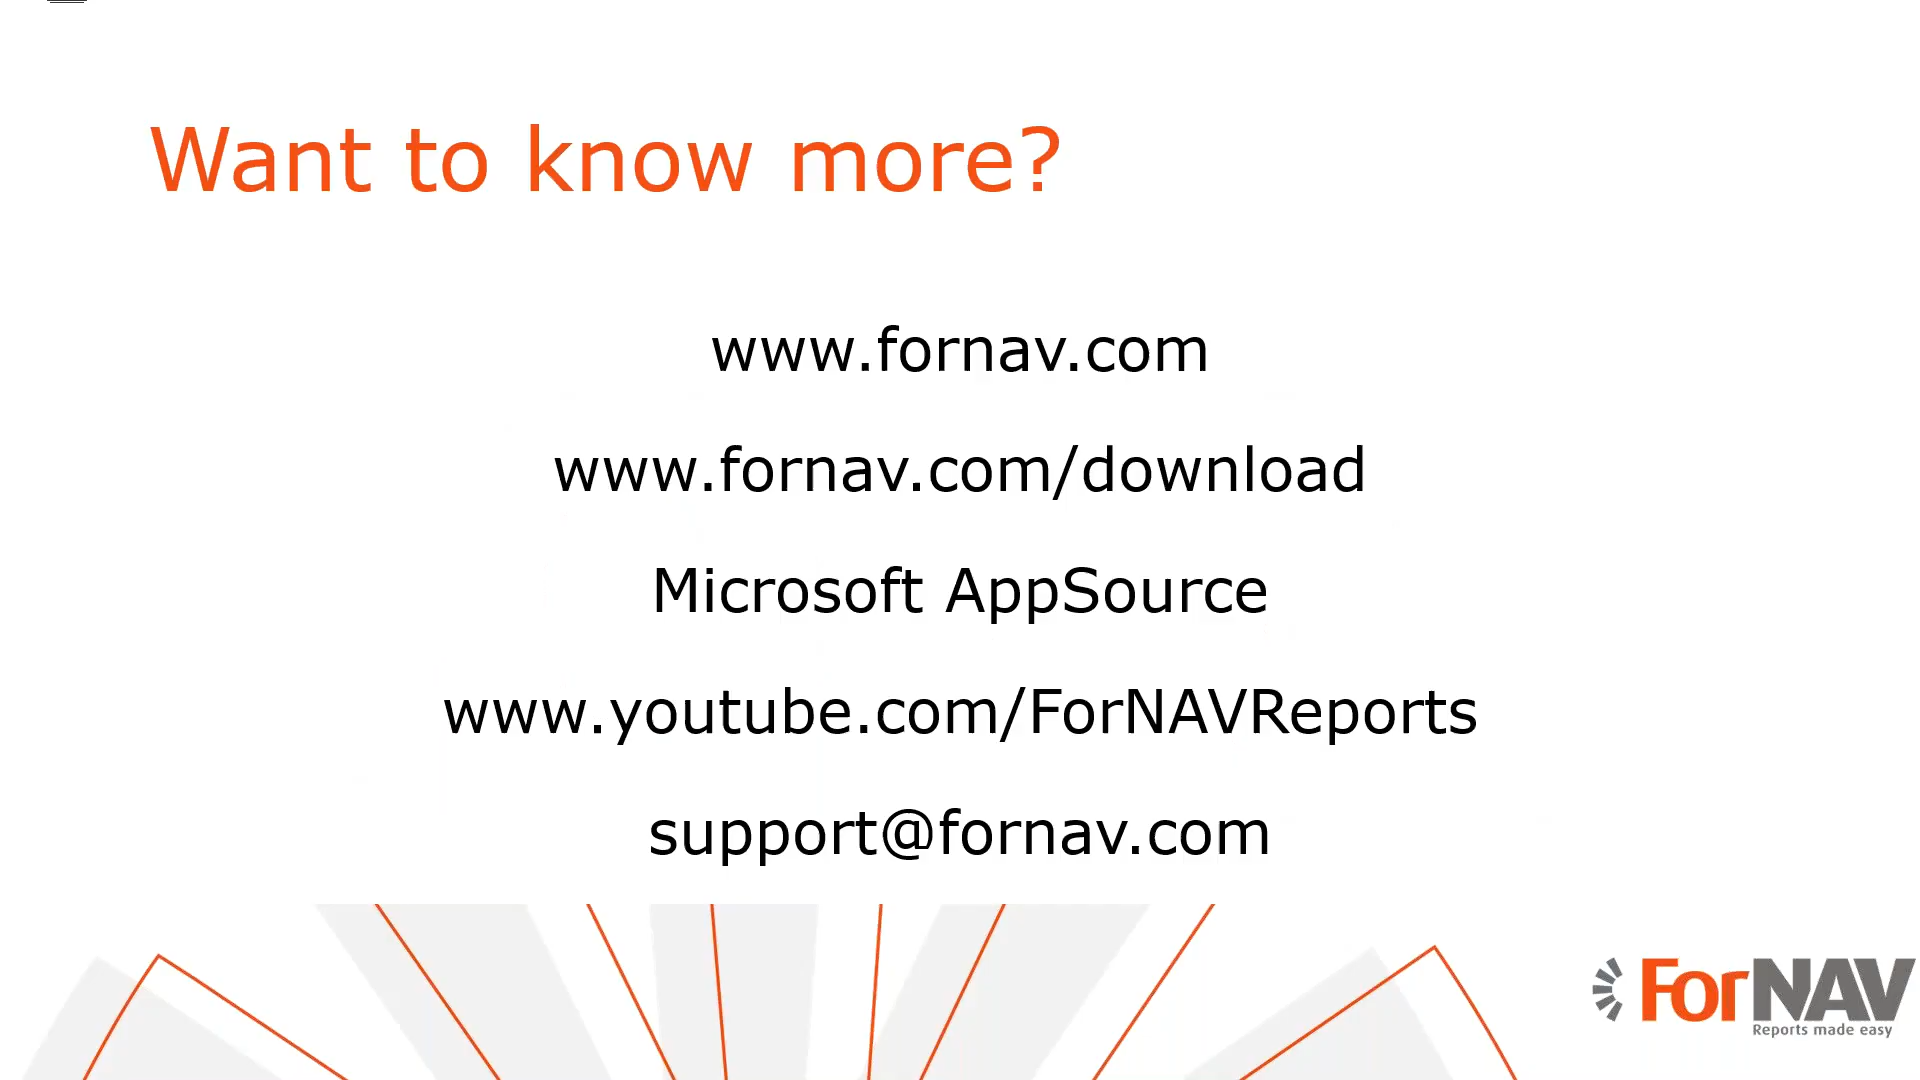 Want to know more?
www.fornav.com
www.fornav.com/download
Microsoft AppSource
www.youtube.com/ForNAVReports
support@fornav.com
ForNAV
Reports made easy